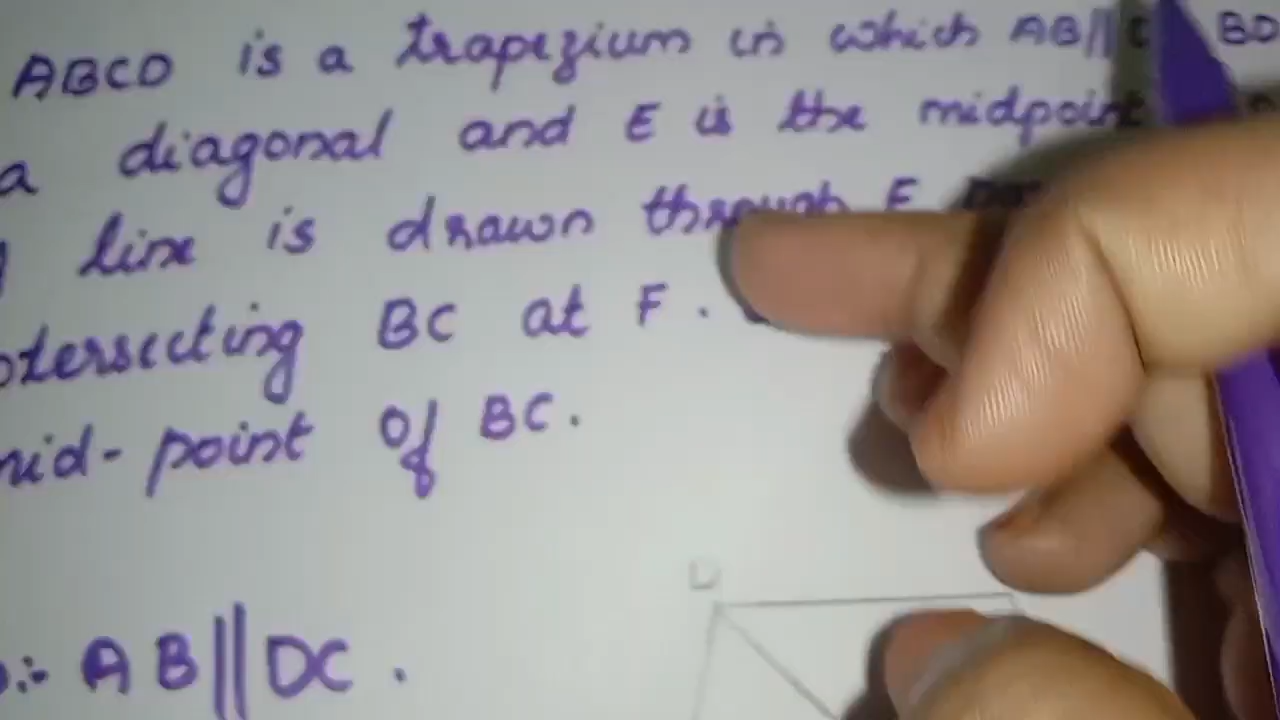 ABCD is a trapezium in which AB|| BD
a diagonal and E is the midpoint
line is drawn through E
BC at F.
mid-point of BC.
D
:- AB||DC.